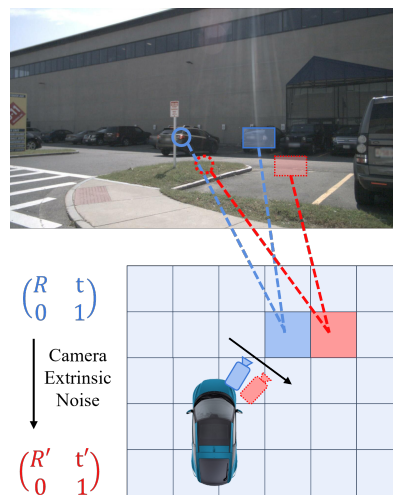 R t
0 1
Camera
Extrinsic
Noise
R′ t′
0 1